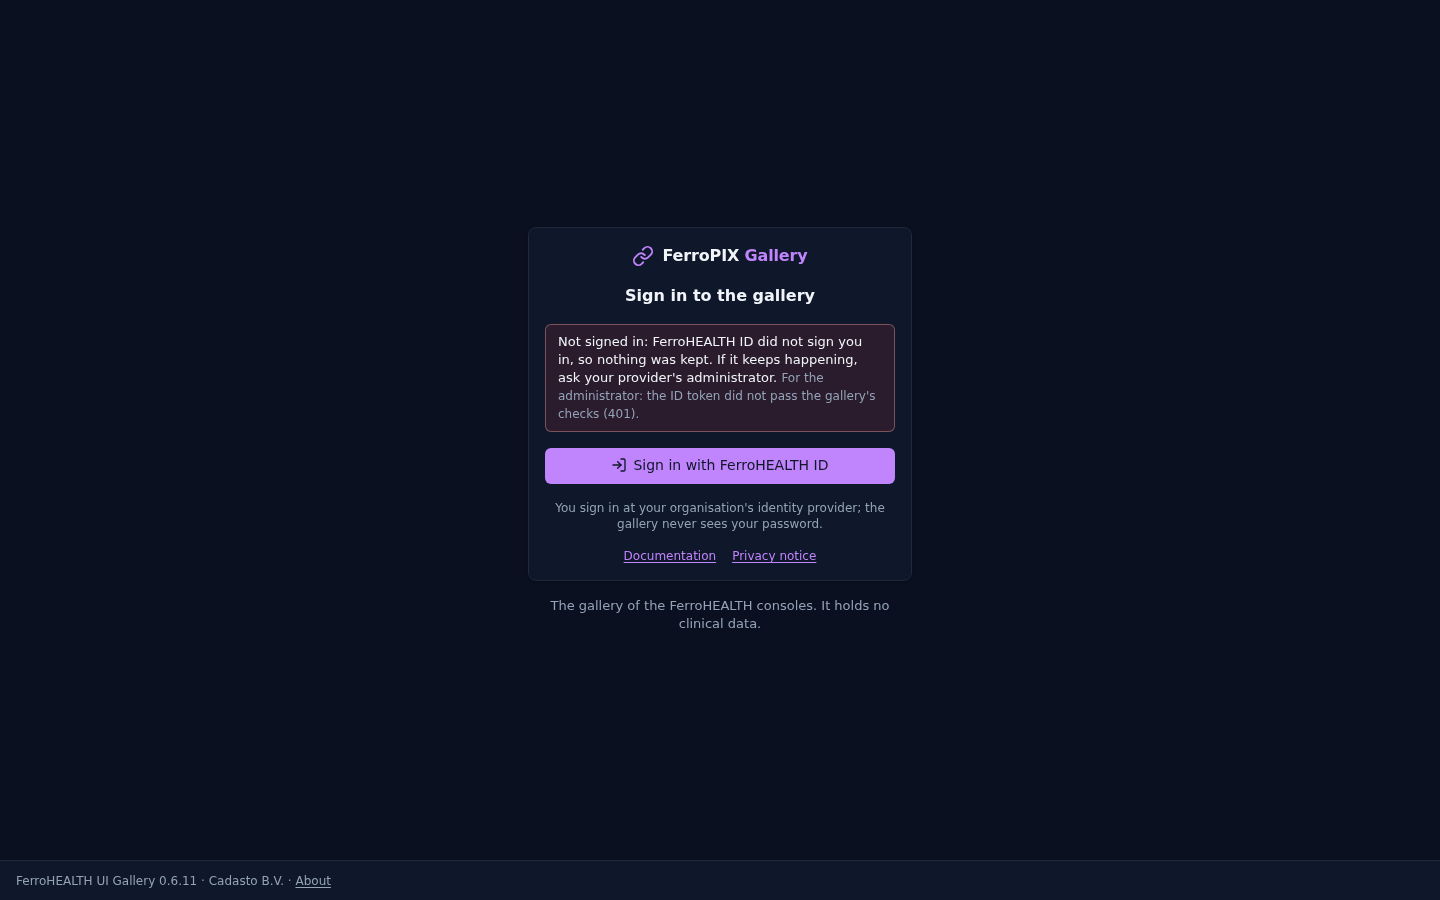 FerroPIX Gallery
Sign in to the gallery
Not signed in: FerroHEALTH ID did not sign you
in, so nothing was kept. If it keeps happening,
ask your provider's administrator. For the
administrator: the ID token did not pass the gallery's
checks (401).
Sign in with FerroHEALTH ID
You sign in at your organisation's identity provider; the
gallery never sees your password.
Documentation Privacy notice
The gallery of the FerroHEALTH consoles. It holds no
clinical data.
FerroHEALTH UI Gallery 0.6.11 · Cadasto B.V. · About